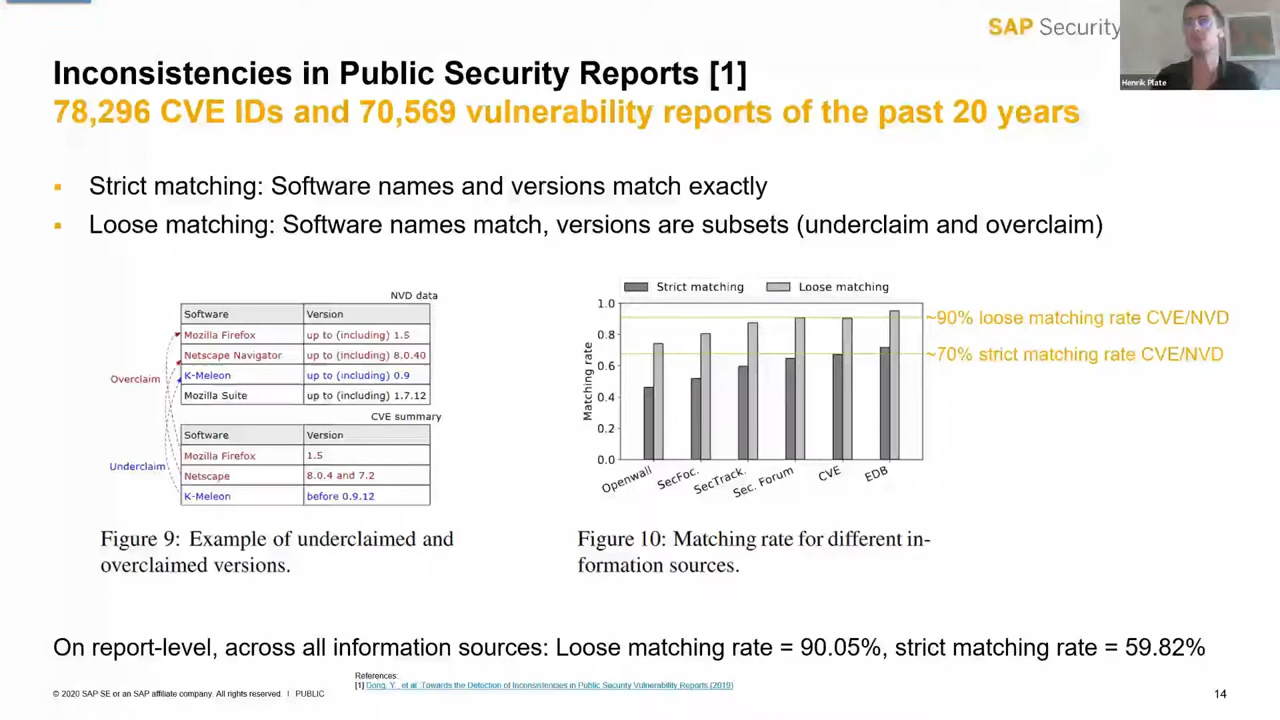 SAP Security
Henrik Plate
Inconsistencies in Public Security Reports [1]
78,296 CVE IDs and 70,569 vulnerability reports of the past 20 years
Strict matching: Software names and versions match exactly
Loose matching: Software names match, versions are subsets (underclaim and overclaim)
NVD data
Software Version
Mozilla Firefox up to (including) 1.5
Netscape Navigator up to (including) 8.0.40
K-Meleon up to (including) 0.9
Mozilla Suite up to (including) 1.7.12
Overclaim
CVE summary
Software Version
Mozilla Firefox 1.5
Netscape 8.0.4 and 7.2
K-Meleon before 0.9.12
Underclaim
Figure 9: Example of underclaimed and
overclaimed versions.
Strict matching Loose matching
Matching rate
1.0
0.8
0.6
0.4
0.2
0.0
Openwall SecFoc. SecTrack. Sec. Forum CVE EDB
~90% loose matching rate CVE/NVD
~70% strict matching rate CVE/NVD
Figure 10: Matching rate for different in-
formation sources.
On report-level, across all information sources: Loose matching rate = 90.05%, strict matching rate = 59.82%
References:
[1] Dong, Y., et al: Towards the Detection of Inconsistencies in Public Security Vulnerability Reports (2019)
© 2020 SAP SE or an SAP affiliate company. All rights reserved. | PUBLIC
14